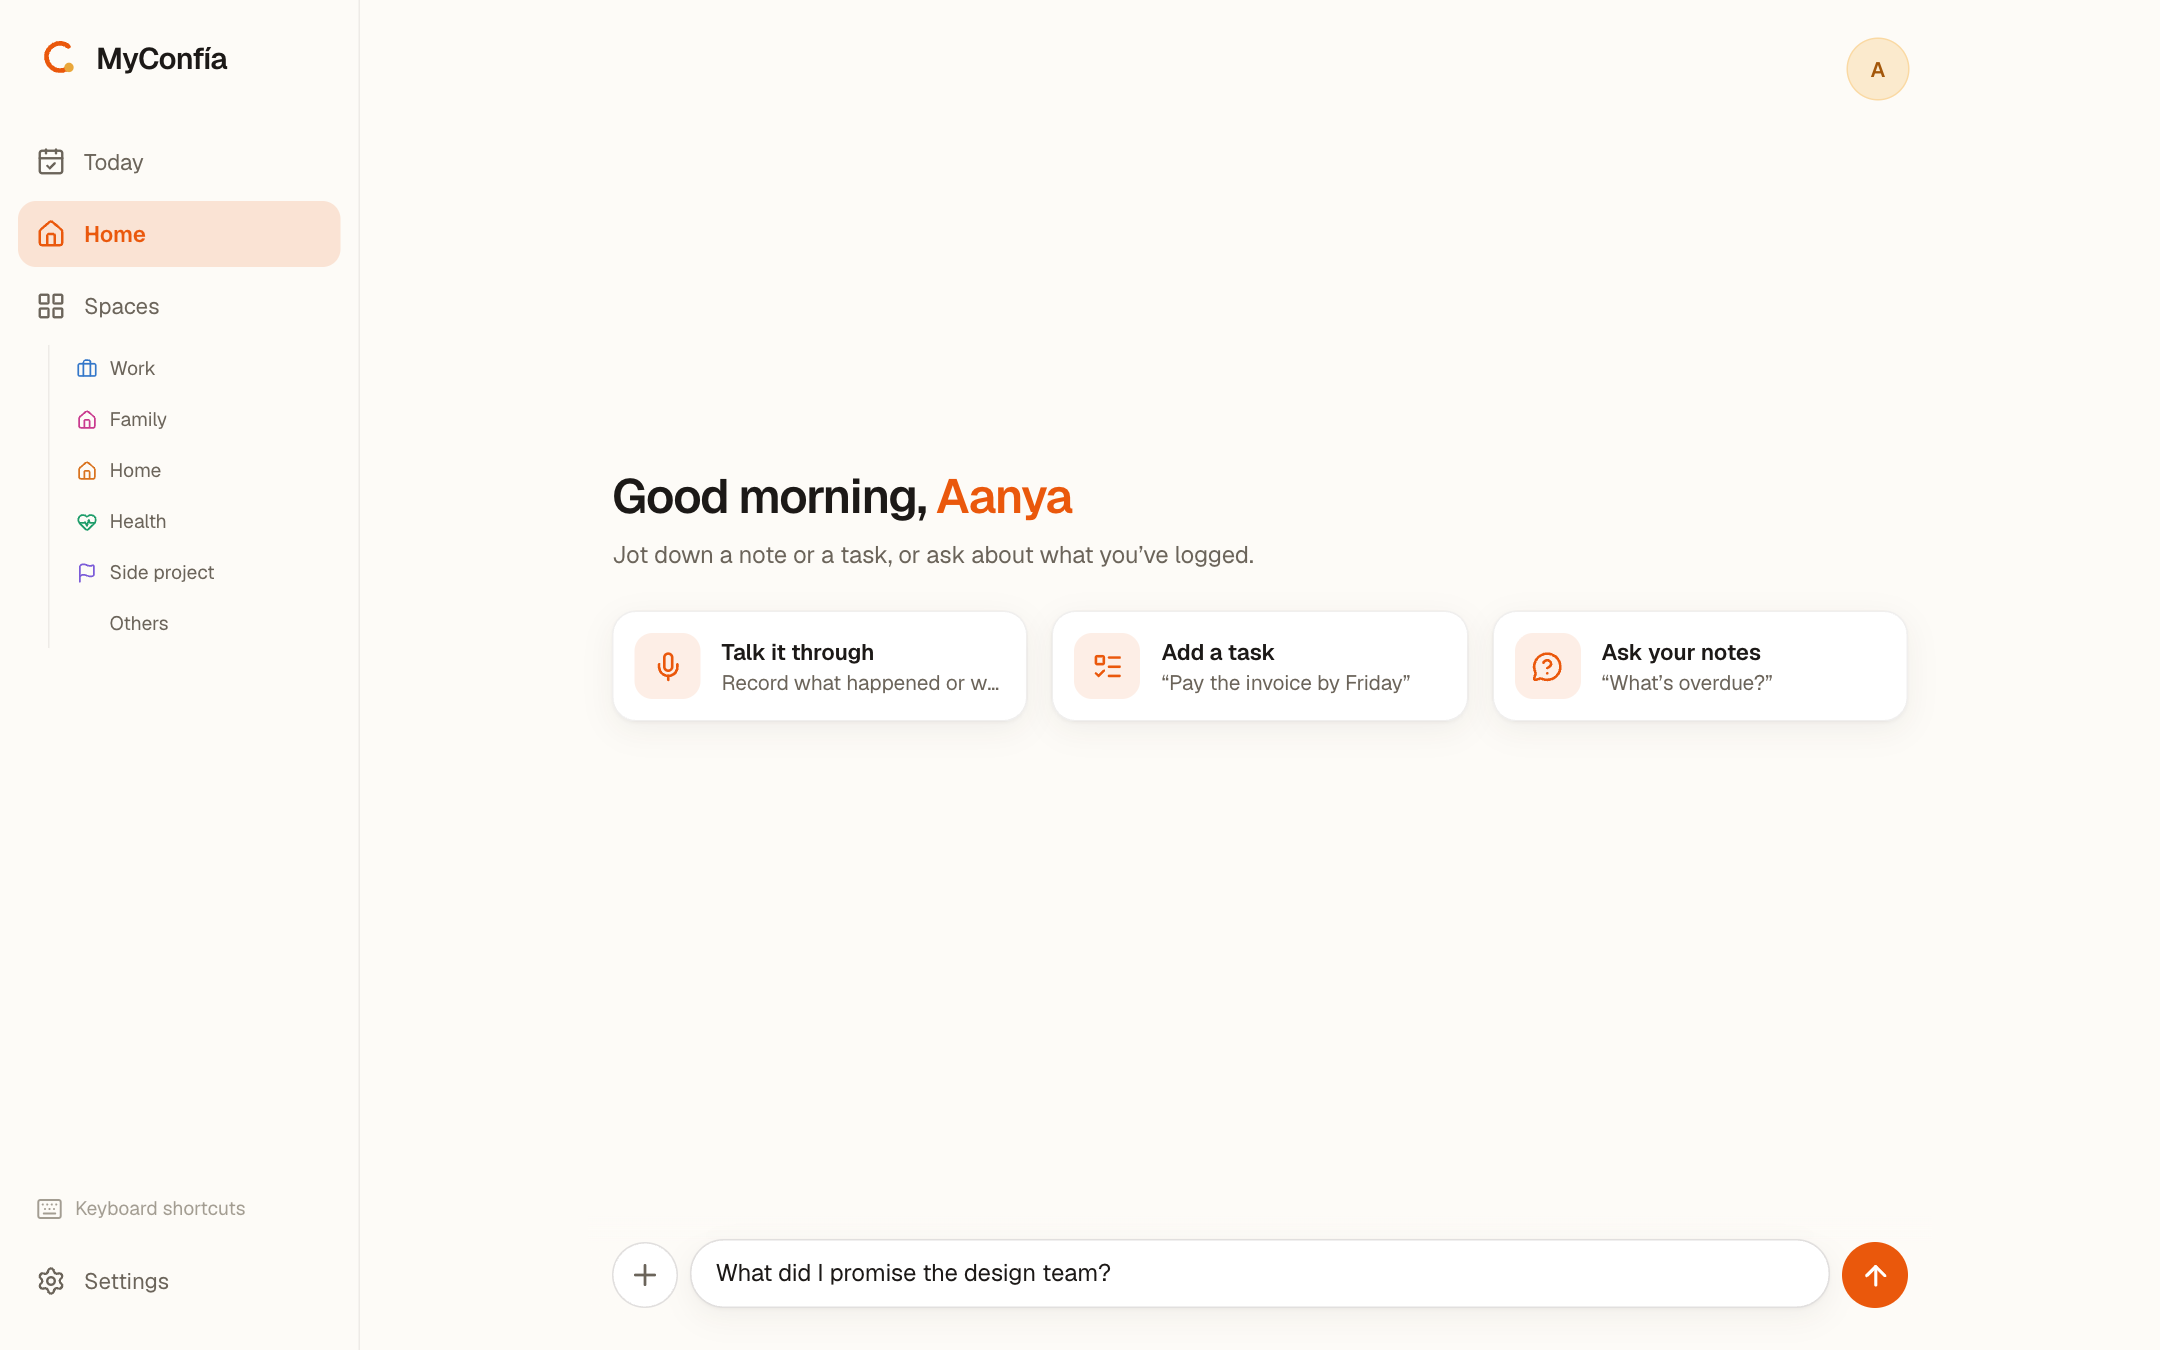 MyConfía
Today
Home
Spaces
Work
Family
Home
Health
Side project
Others
Keyboard shortcuts
Settings
A
Good morning, Aanya
Jot down a note or a task, or ask about what you’ve logged.
Talk it through
Record what happened or w...
Add a task
“Pay the invoice by Friday”
Ask your notes
“What’s overdue?”
What did I promise the design team?